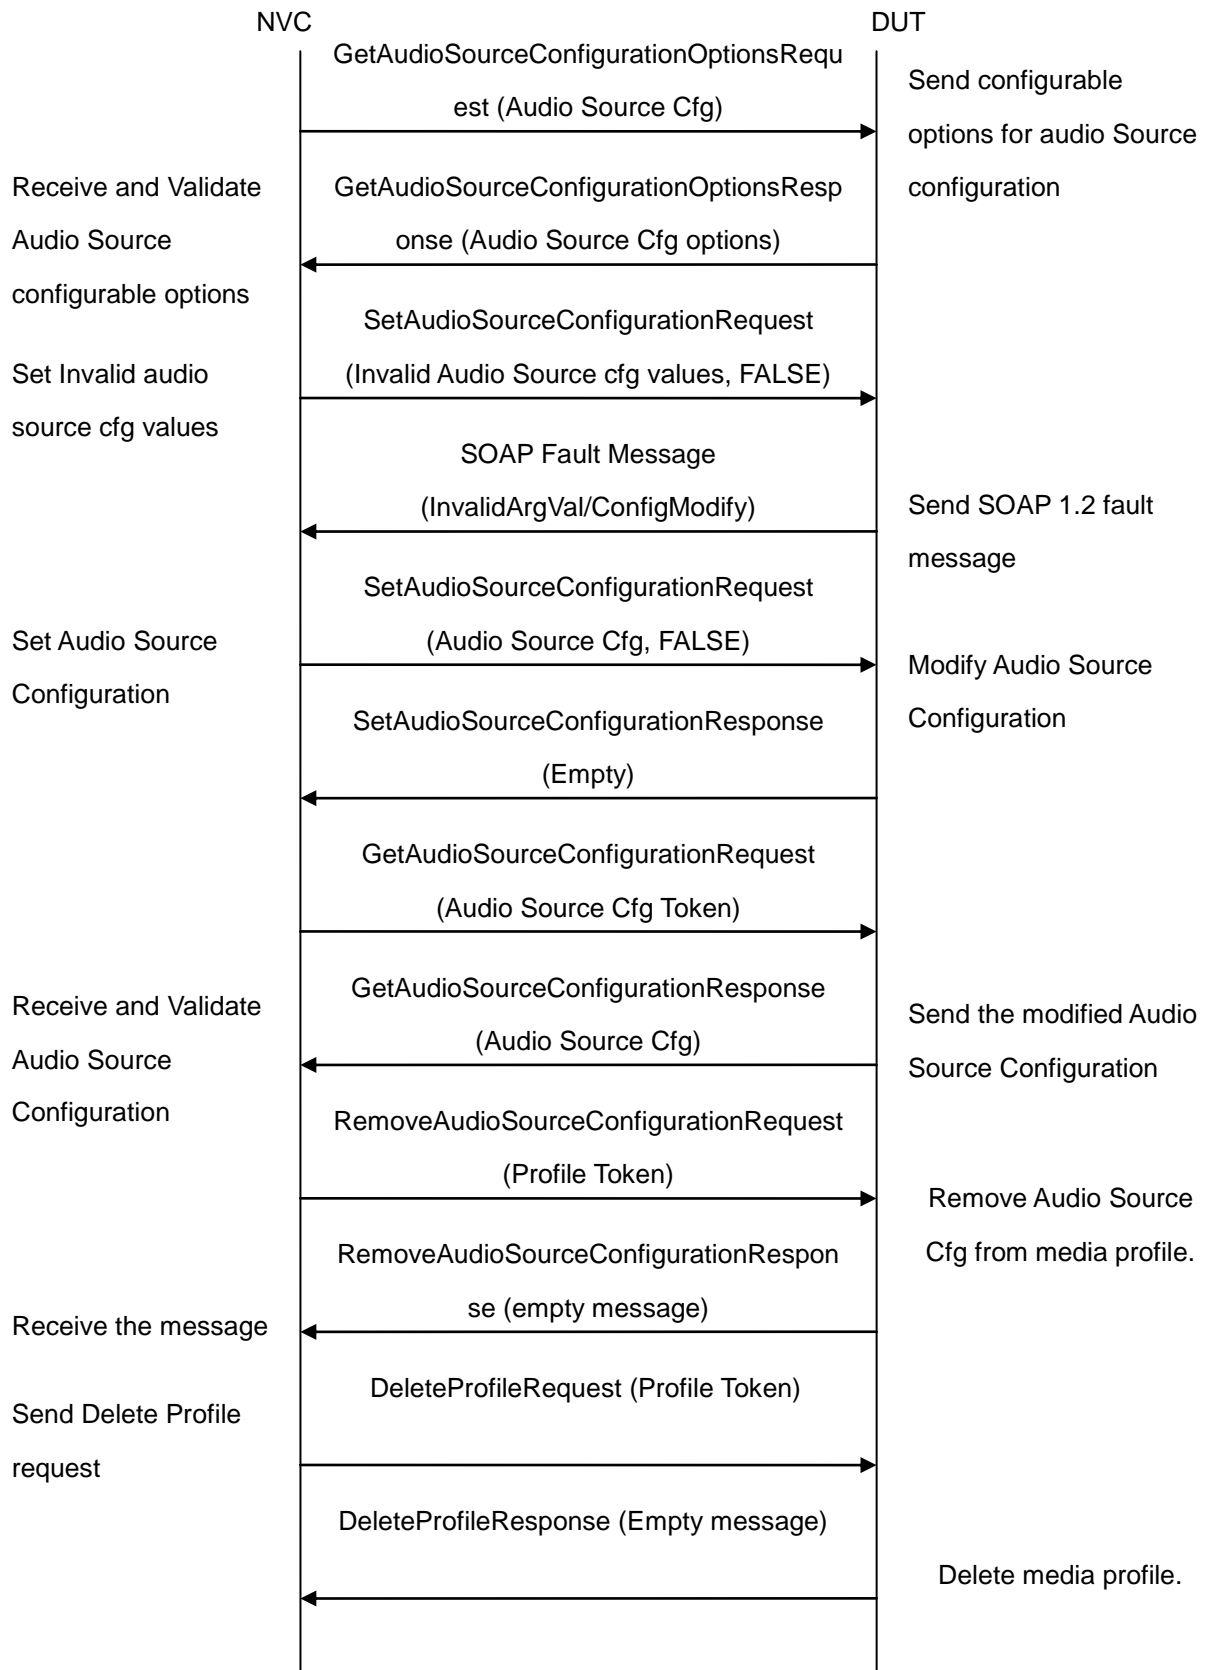 NVC
DUT
GetAudioSourceConfigurationOptionsRequ
est (Audio Source Cfg)
Send configurable
options for audio Source
configuration
Receive and Validate
Audio Source
configurable options
GetAudioSourceConfigurationOptionsResp
onse (Audio Source Cfg options)
SetAudioSourceConfigurationRequest
(Invalid Audio Source cfg values, FALSE)
Set Invalid audio
source cfg values
SOAP Fault Message
(InvalidArgVal/ConfigModify)
Send SOAP 1.2 fault
message
SetAudioSourceConfigurationRequest
(Audio Source Cfg, FALSE)
Set Audio Source
Configuration
Modify Audio Source
Configuration
SetAudioSourceConfigurationResponse
(Empty)
GetAudioSourceConfigurationRequest
(Audio Source Cfg Token)
GetAudioSourceConfigurationResponse
(Audio Source Cfg)
Receive and Validate
Audio Source
Configuration
Send the modified Audio
Source Configuration
RemoveAudioSourceConfigurationRequest
(Profile Token)
Remove Audio Source
Cfg from media profile.
RemoveAudioSourceConfigurationRespon
se (empty message)
Receive the message
DeleteProfileRequest (Profile Token)
Send Delete Profile
request
DeleteProfileResponse (Empty message)
Delete media profile.